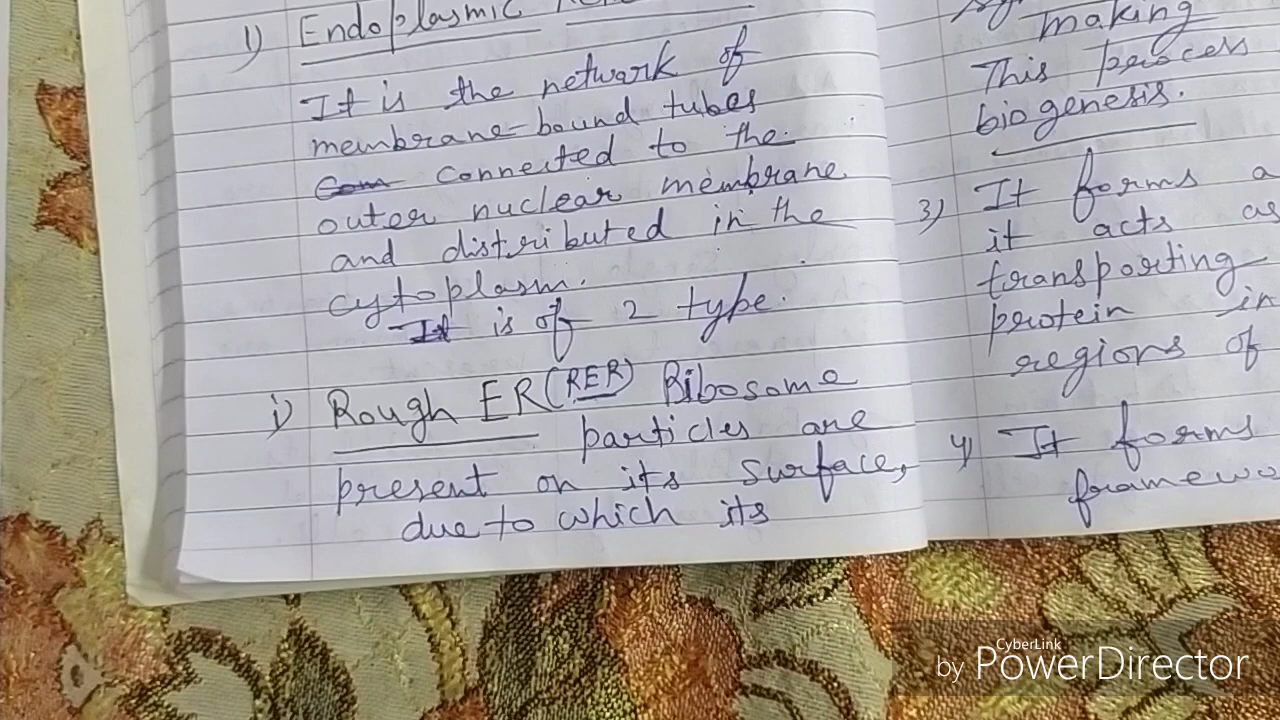 1) Endoplasmic
It is the network of
membrane-bound tubes
Com connected to the
outer nuclear membrane
and distributed in the
cytoplasm.
It is of 2 type.
i) Rough ER (RER) Ribosome
particles are
present on its surface,
due to which its
making
This process
biogenesis.
3) It forms a
it acts as
transporting
protein in
regions of
4) It forms
framewo
CyberLink
by PowerDirector